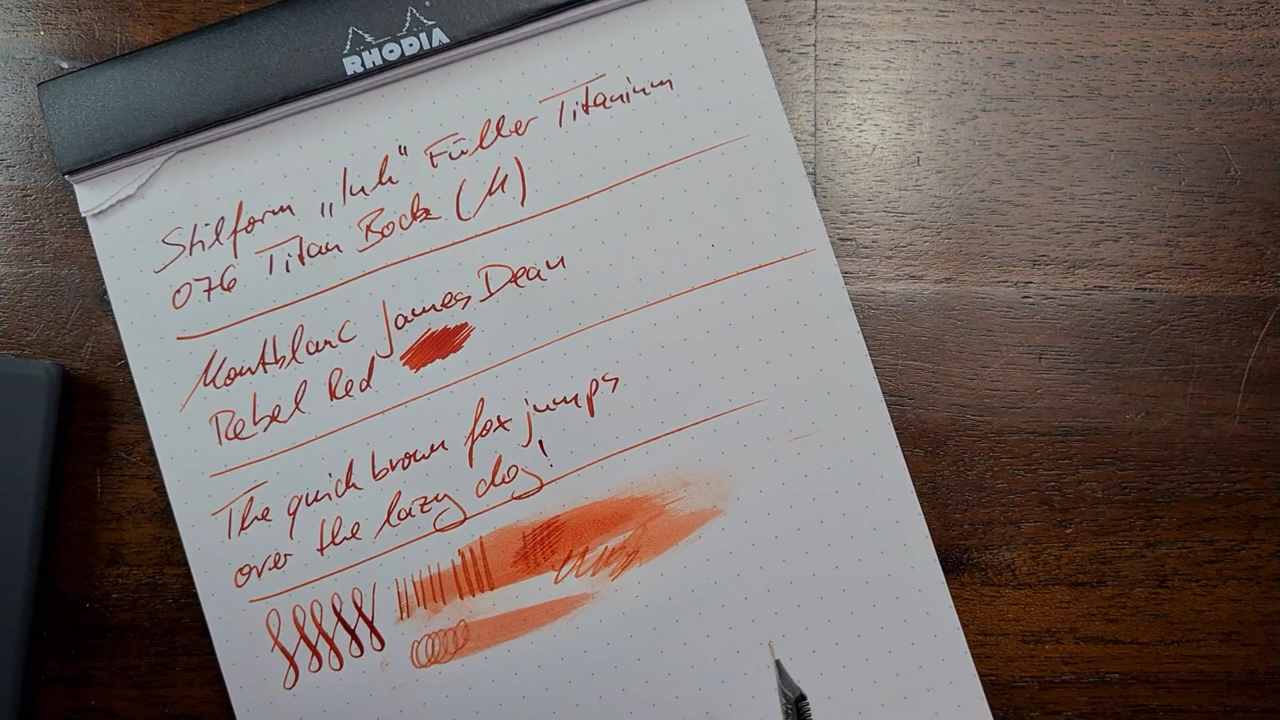 RHODIA
Stilform „Ink“ Füller Titanium
076 Titan Bock (M)
Montblanc James Dean
Rebel Red
The quick brown fox jumps
over the lazy dog!